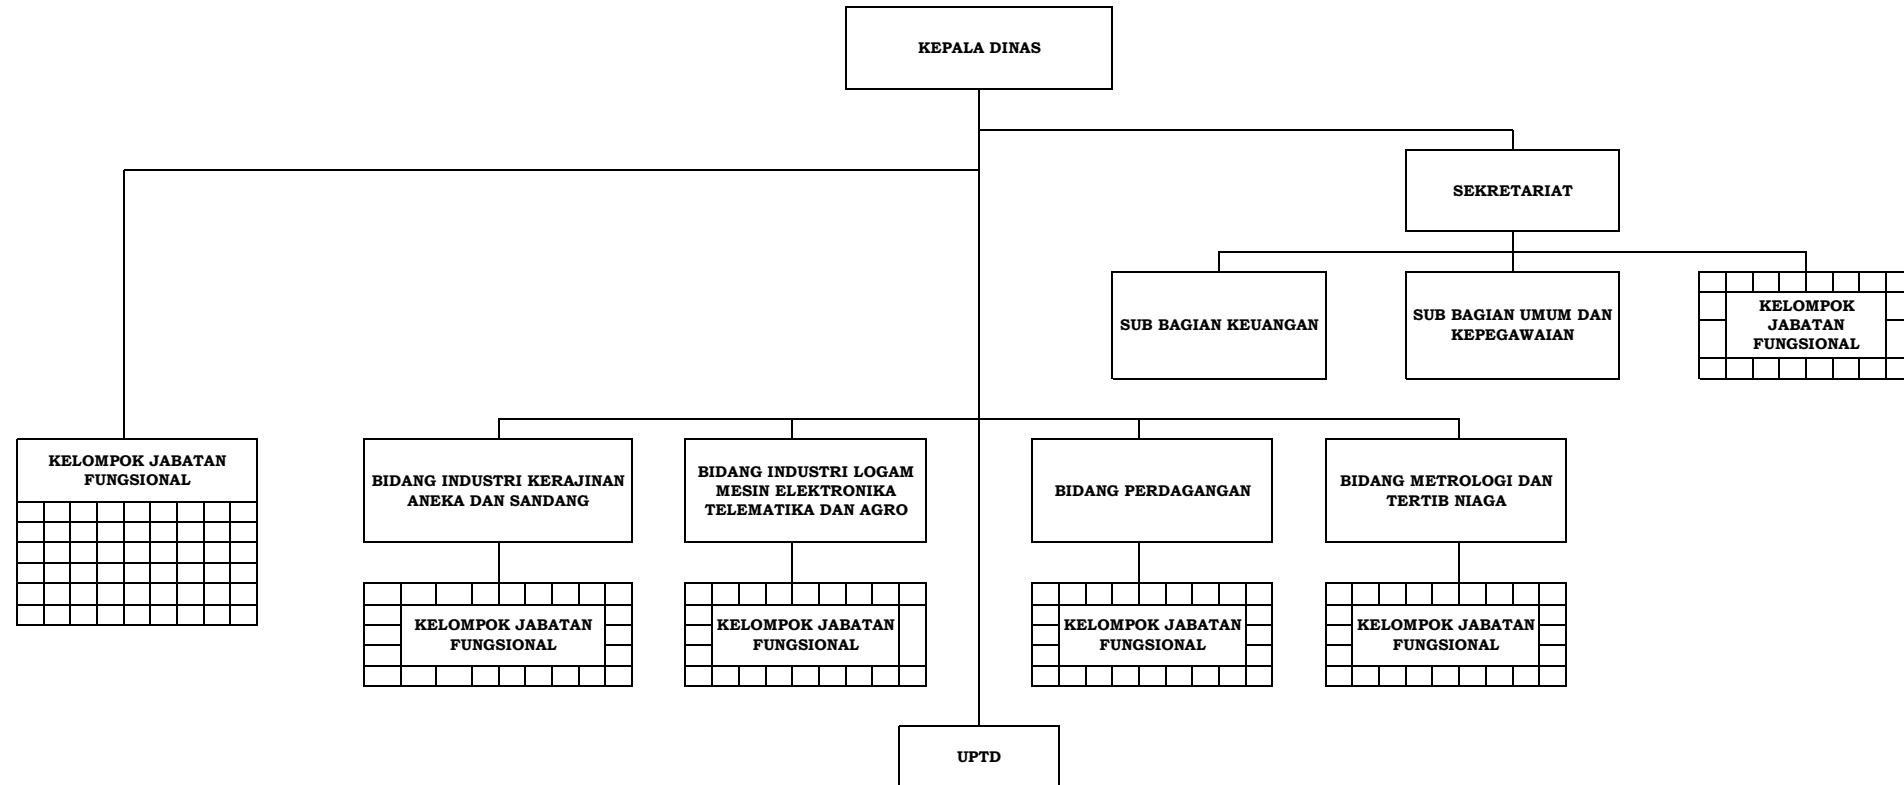 KEPALA DINAS
SEKRETARIAT
SUB BAGIAN KEUANGAN
SUB BAGIAN UMUM DAN
KEPEGAWAIAN
KELOMPOK
JABATAN
FUNGSIONAL
KELOMPOK JABATAN
FUNGSIONAL
BIDANG INDUSTRI KERAJINAN
ANEKA DAN SANDANG
BIDANG INDUSTRI LOGAM
MESIN ELEKTRONIKA
TELEMATIKA DAN AGRO
BIDANG PERDAGANGAN
BIDANG METROLOGI DAN
TERTIB NIAGA
KELOMPOK JABATAN
FUNGSIONAL
KELOMPOK JABATAN
FUNGSIONAL
KELOMPOK JABATAN
FUNGSIONAL
KELOMPOK JABATAN
FUNGSIONAL
UPTD